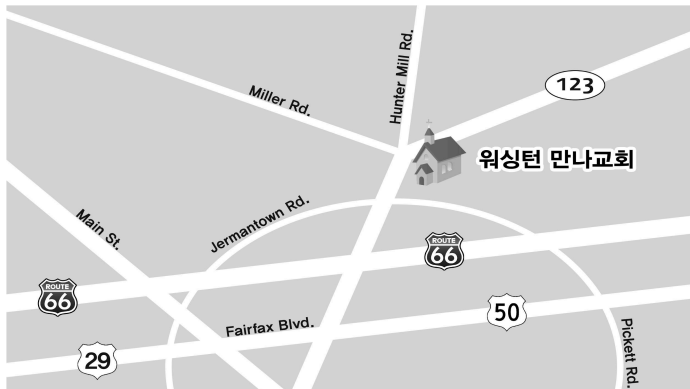 Hunter Mill Rd.
123
Miller Rd.
워싱턴 만나교회
Jermantown Rd.
Main St.
ROUTE
66
ROUTE
66
50
Fairfax Blvd.
Pickett Rd.
29